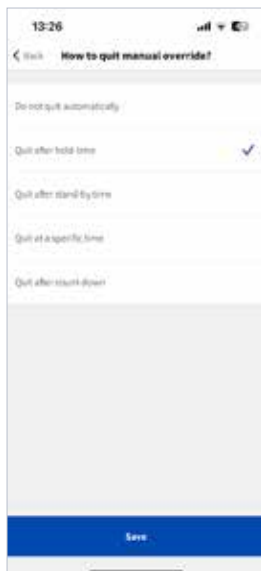 13:26
Back
How to quit manual override?
Do not quit automatically
Quit after hold time
Quit after stand by time
Quit at a specific time
Quit after count down
Save